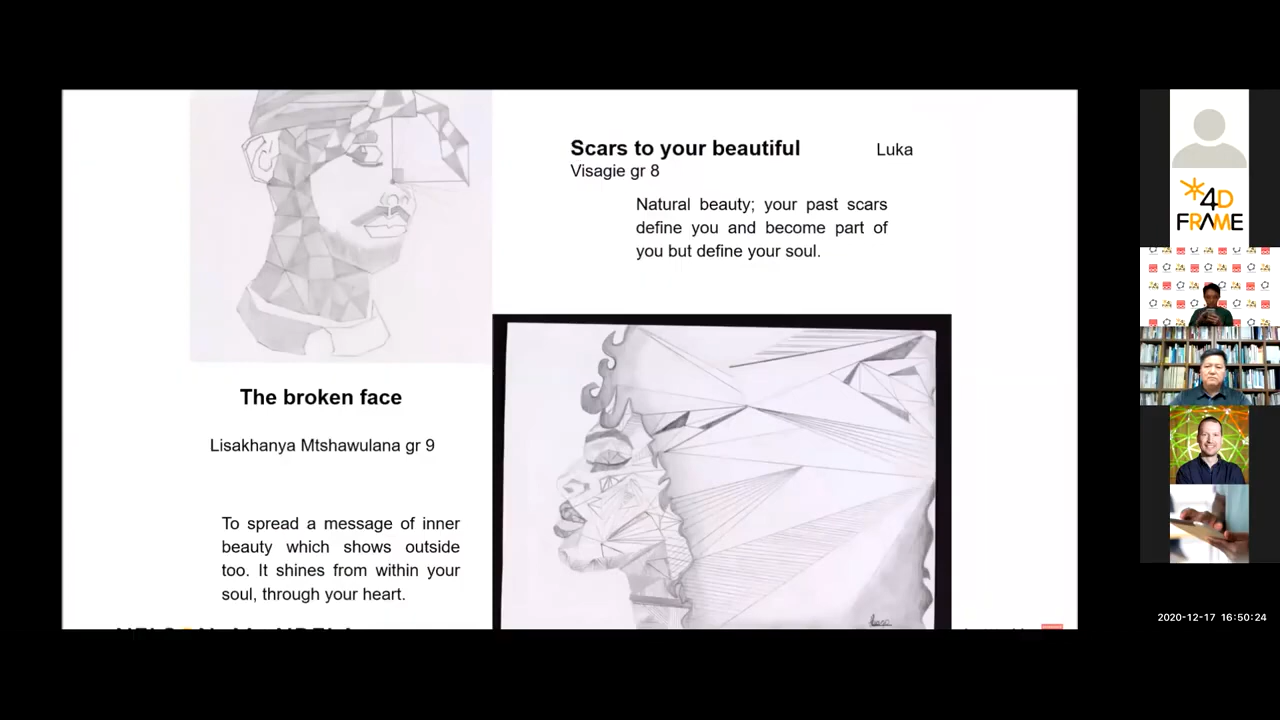 Scars to your beautiful Luka
Visagie gr 8
Natural beauty; your past scars
define you and become part of
you but define your soul.
The broken face
Lisakhanya Mtshawulana gr 9
To spread a message of inner
beauty which shows outside
too. It shines from within your
soul, through your heart.
4D
FRAME
2020-12-17 16:50:24